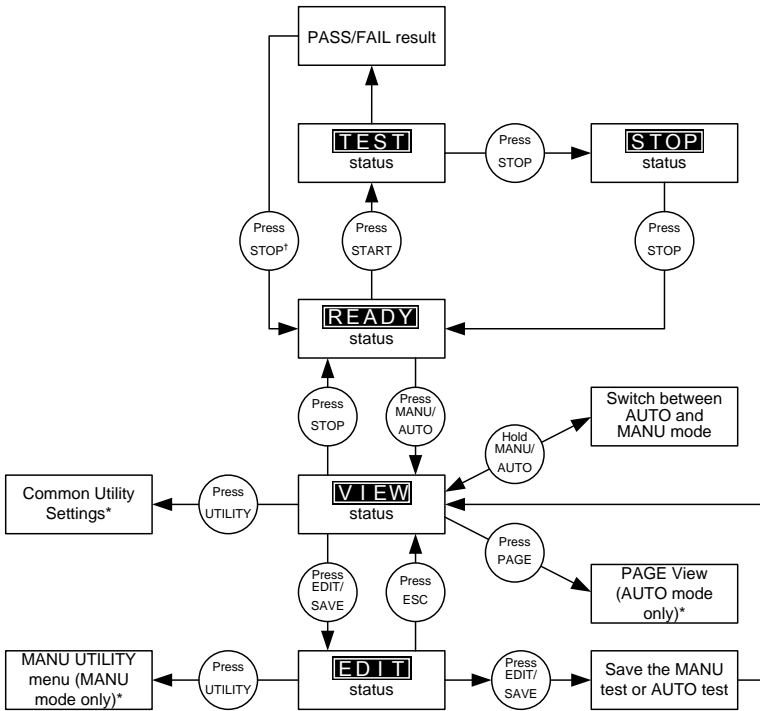 PASS/FAIL result
TEST
status
Press
STOP
STOP
status
Press
STOP†
Press
START
Press
STOP
READY
status
Press
STOP
Press
MANU/
AUTO
Switch between
AUTO and
MANU mode
Hold
MANU/
AUTO
Common Utility
Settings*
Press
UTILITY
VIEW
status
Press
PAGE
PAGE View
(AUTO mode
only)*
Press
EDIT/
SAVE
Press
ESC
MANU UTILITY
menu (MANU
mode only)*
Press
UTILITY
EDIT
status
Press
EDIT/
SAVE
Save the MANU
test or AUTO test